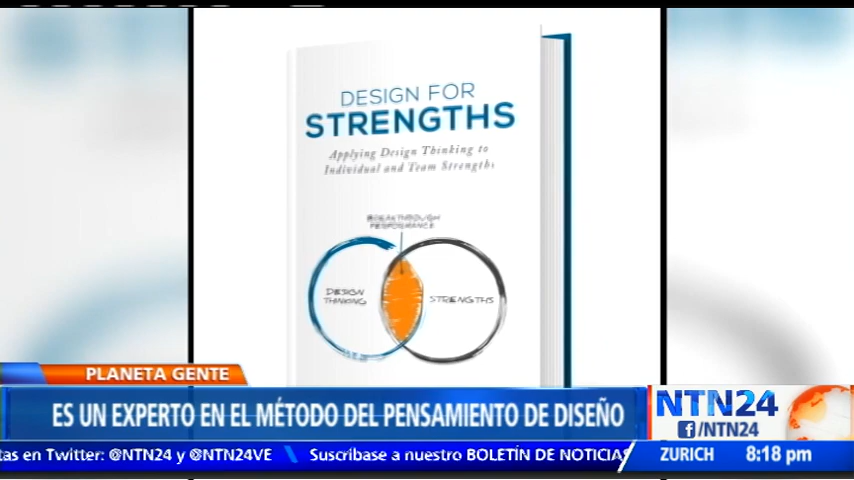 DESIGN FOR
STRENGTHS
Applying Design Thinking to
Individual and Team Strengths
BREAKTHROUGH
PERFORMANCE
DESIGN
THINKING
STRENGTHS
PLANETA GENTE
ES UN EXPERTO EN EL MÉTODO DEL PENSAMIENTO DE DISEÑO
NTN24
f/NTN24
tas en Twitter: @NTN24 y @NTN24VE \ Suscríbase a nuestro BOLETÍN DE NOTICIAS
ZURICH 8:18 pm